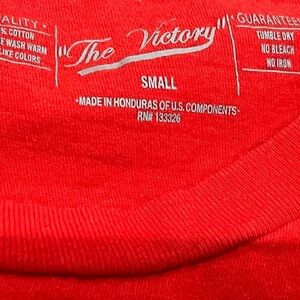 ALITY • GUARANTEE
% COTTON TUMBLE DRY
E WASH WARM NO BLEACH
LIKE COLORS NO IRON
"The Victory"
SMALL
-MADE IN HONDURAS OF U.S. COMPONENTS-
RN# 133326